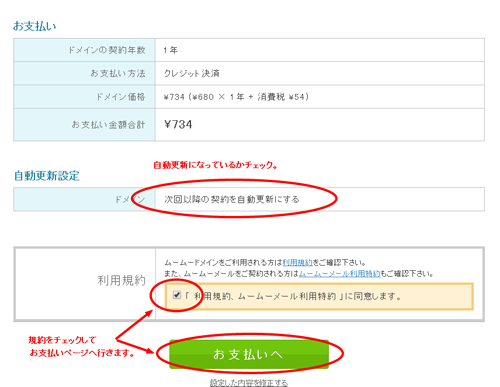 お支払い
ドメインの契約年数 1年
お支払い方法 クレジット決済
ドメイン価格 ¥734 (¥680 × 1年 + 消費税 ¥54)
お支払い金額合計 ¥734
自動更新になっているかチェック。
自動更新設定
ドメイン 次回以降の契約を自動更新にする
ムームードメインをご利用される方は利用規約をご確認下さい。
また、ムームーメールをご契約される方はムームーメール利用特約もご確認下さい。
利用規約
「 利用規約、ムームーメール利用特約 」に同意します。
規約をチェックして
お支払いページへ行きます。
お支払いへ
設定した内容を修正する